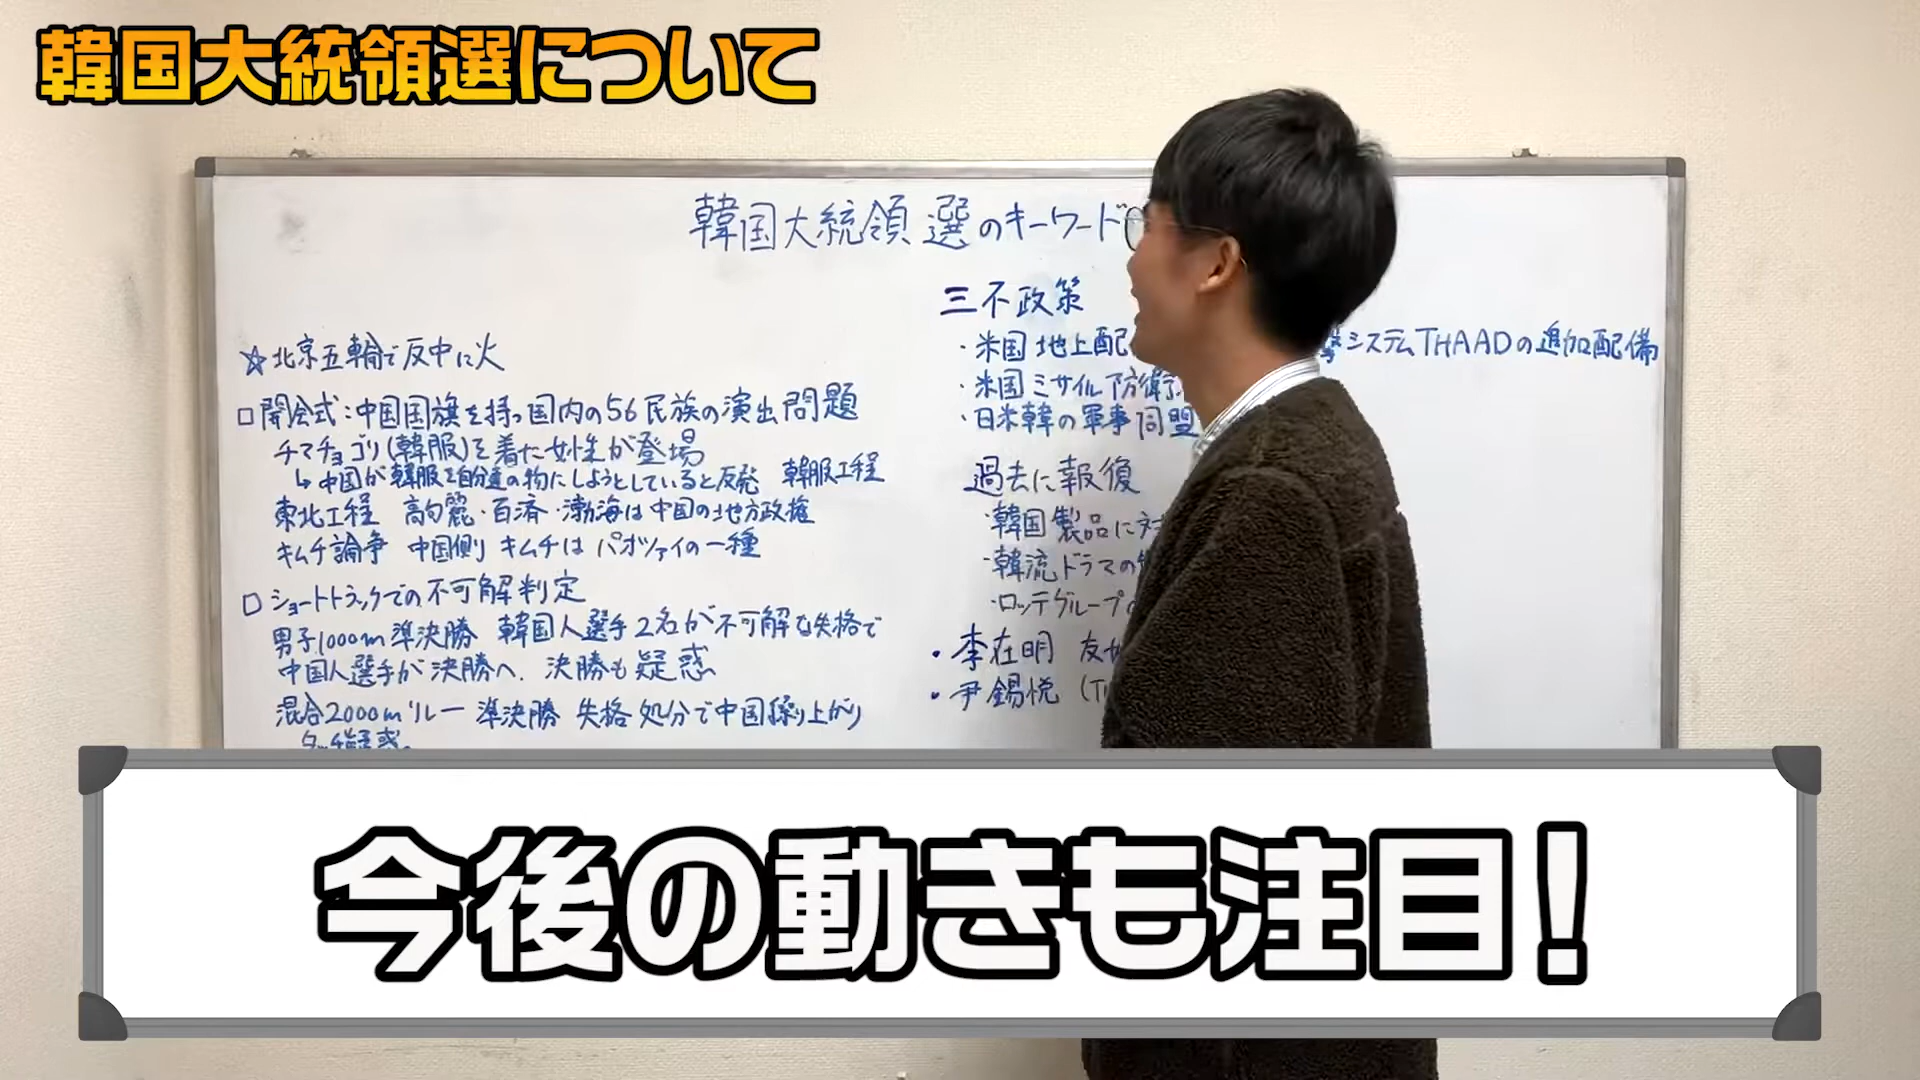 韓国大統領選について
韓国大統領選のキーワード
☆北京五輪で反中に火
□開会式:中国国旗を持つ国内の56民族の演出問題
チマチョゴリ(韓服)を着た女性が登場
↳中国が韓服を自分達の物にしようとしていると反発 韓服工程
東北工程 高句麗・百済・渤海は中国の地方政権
キムチ論争 中国側 キムチは パオツァイの一種
□ショートトラックでの不可解判定
男子1000m準決勝 韓国人選手2名が不可解な失格で
中国人選手が決勝へ、決勝も疑惑
混合2000mリレー 準決勝 失格処分で中国繰り上がり
三不政策
・米国 地上配 撃システムTHAADの追加配備
・米国ミサイル防衛
・日米韓の軍事同盟
過去に報復
・韓国製品に対
・韓流ドラマの
・ロッテグループ
・李在明 友
・尹錫悦
今後の動きも注目!